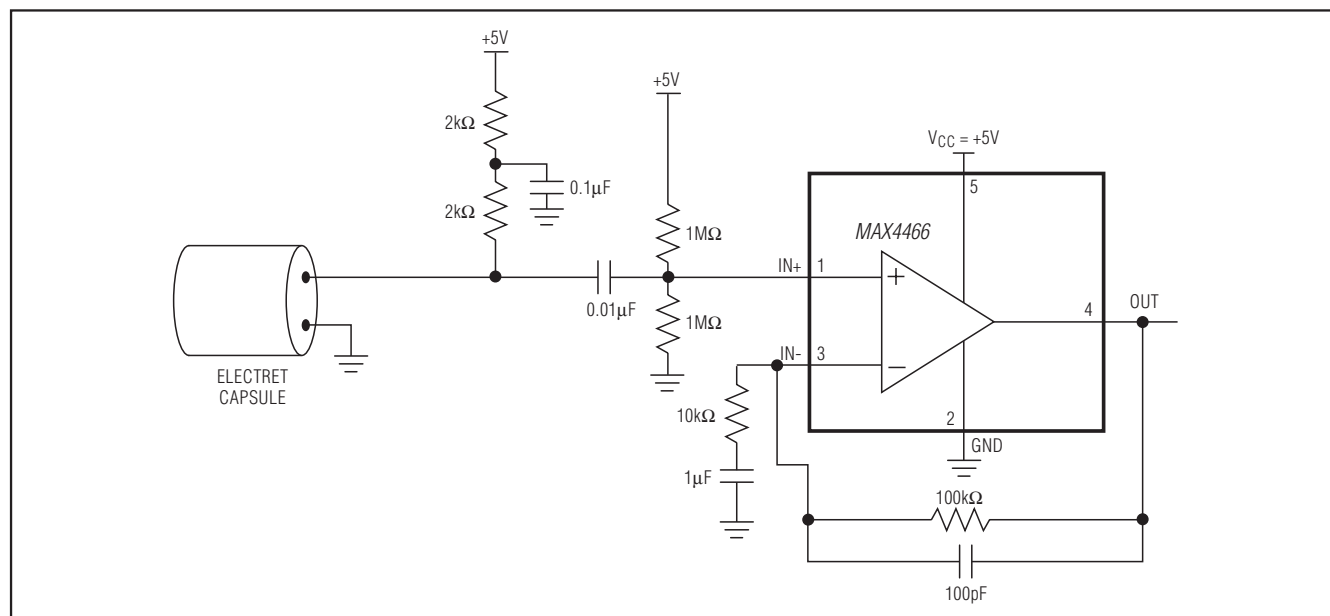 +5V
+5V
2kΩ
VCC = +5V
5
0.1µF
2kΩ
1MΩ
MAX4466
IN+
1
+
0.01µF
OUT
4
1MΩ
IN-
3
−
ELECTRET
CAPSULE
10kΩ
2
GND
1µF
100kΩ
100pF